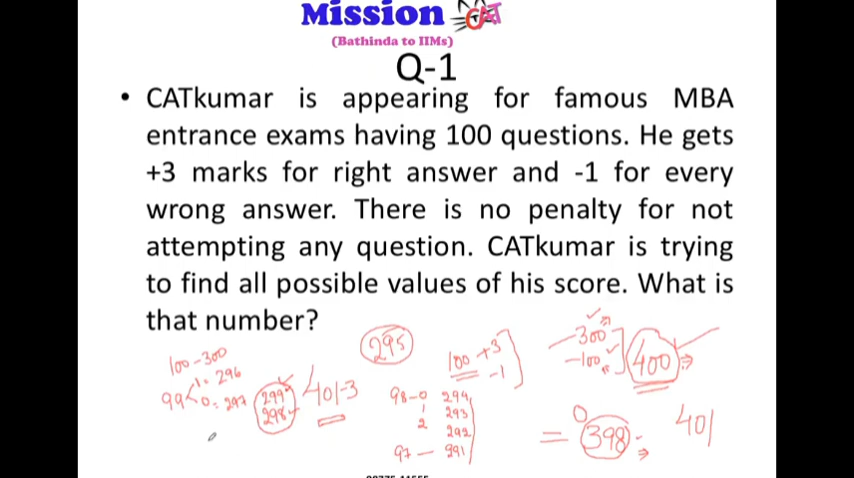 Mission CAT
(Bathinda to IIMs)
Q-1
• CATkumar is appearing for famous MBA
entrance exams having 100 questions. He gets
+3 marks for right answer and -1 for every
wrong answer. There is no penalty for not
attempting any question. CATkumar is trying
to find all possible values of his score. What is
that number?
295
100 +3
-1
-300
-100
400
100-300
99 1 = 296
0 = 297
299
298
401-3
98-0 294
1 293
2 292
97 — 291
0
= 398
401